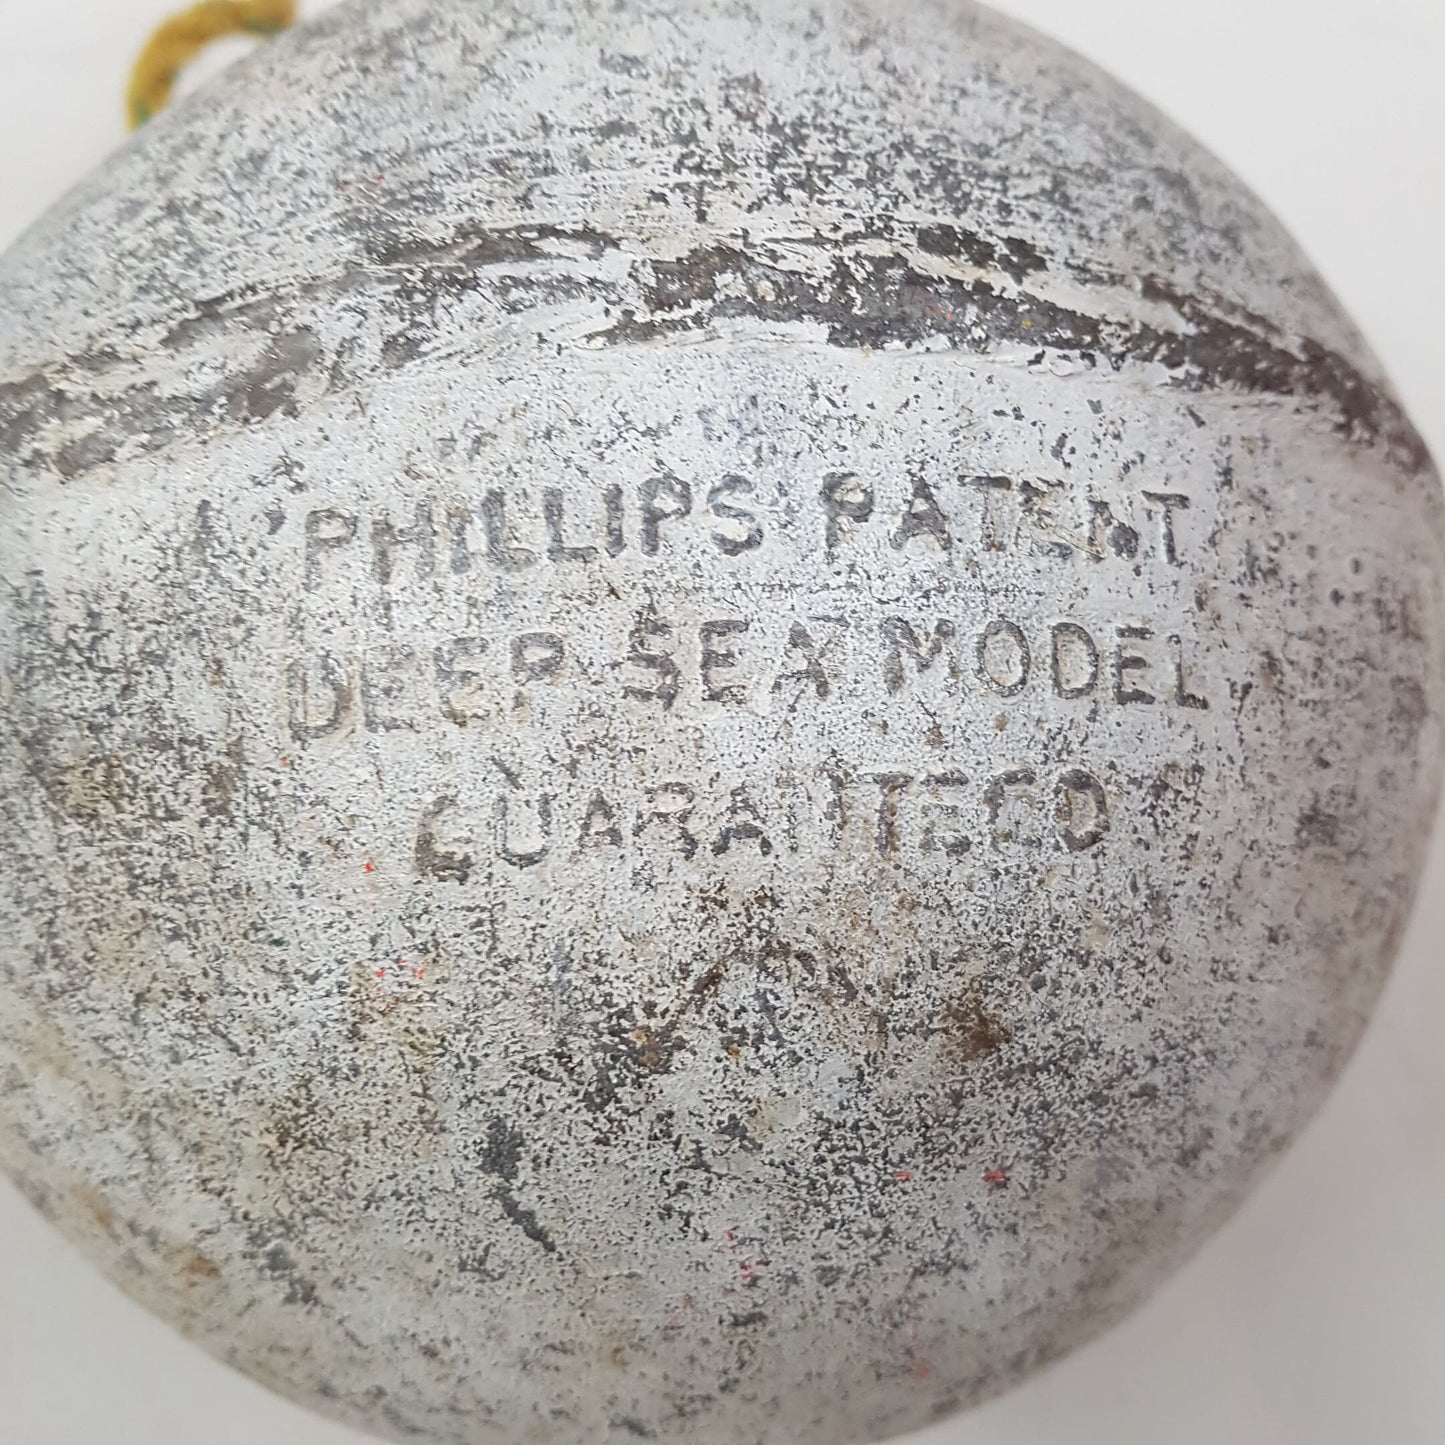 'PHILLIPS' PATENT
DEEP SEA MODEL
GUARANTEED